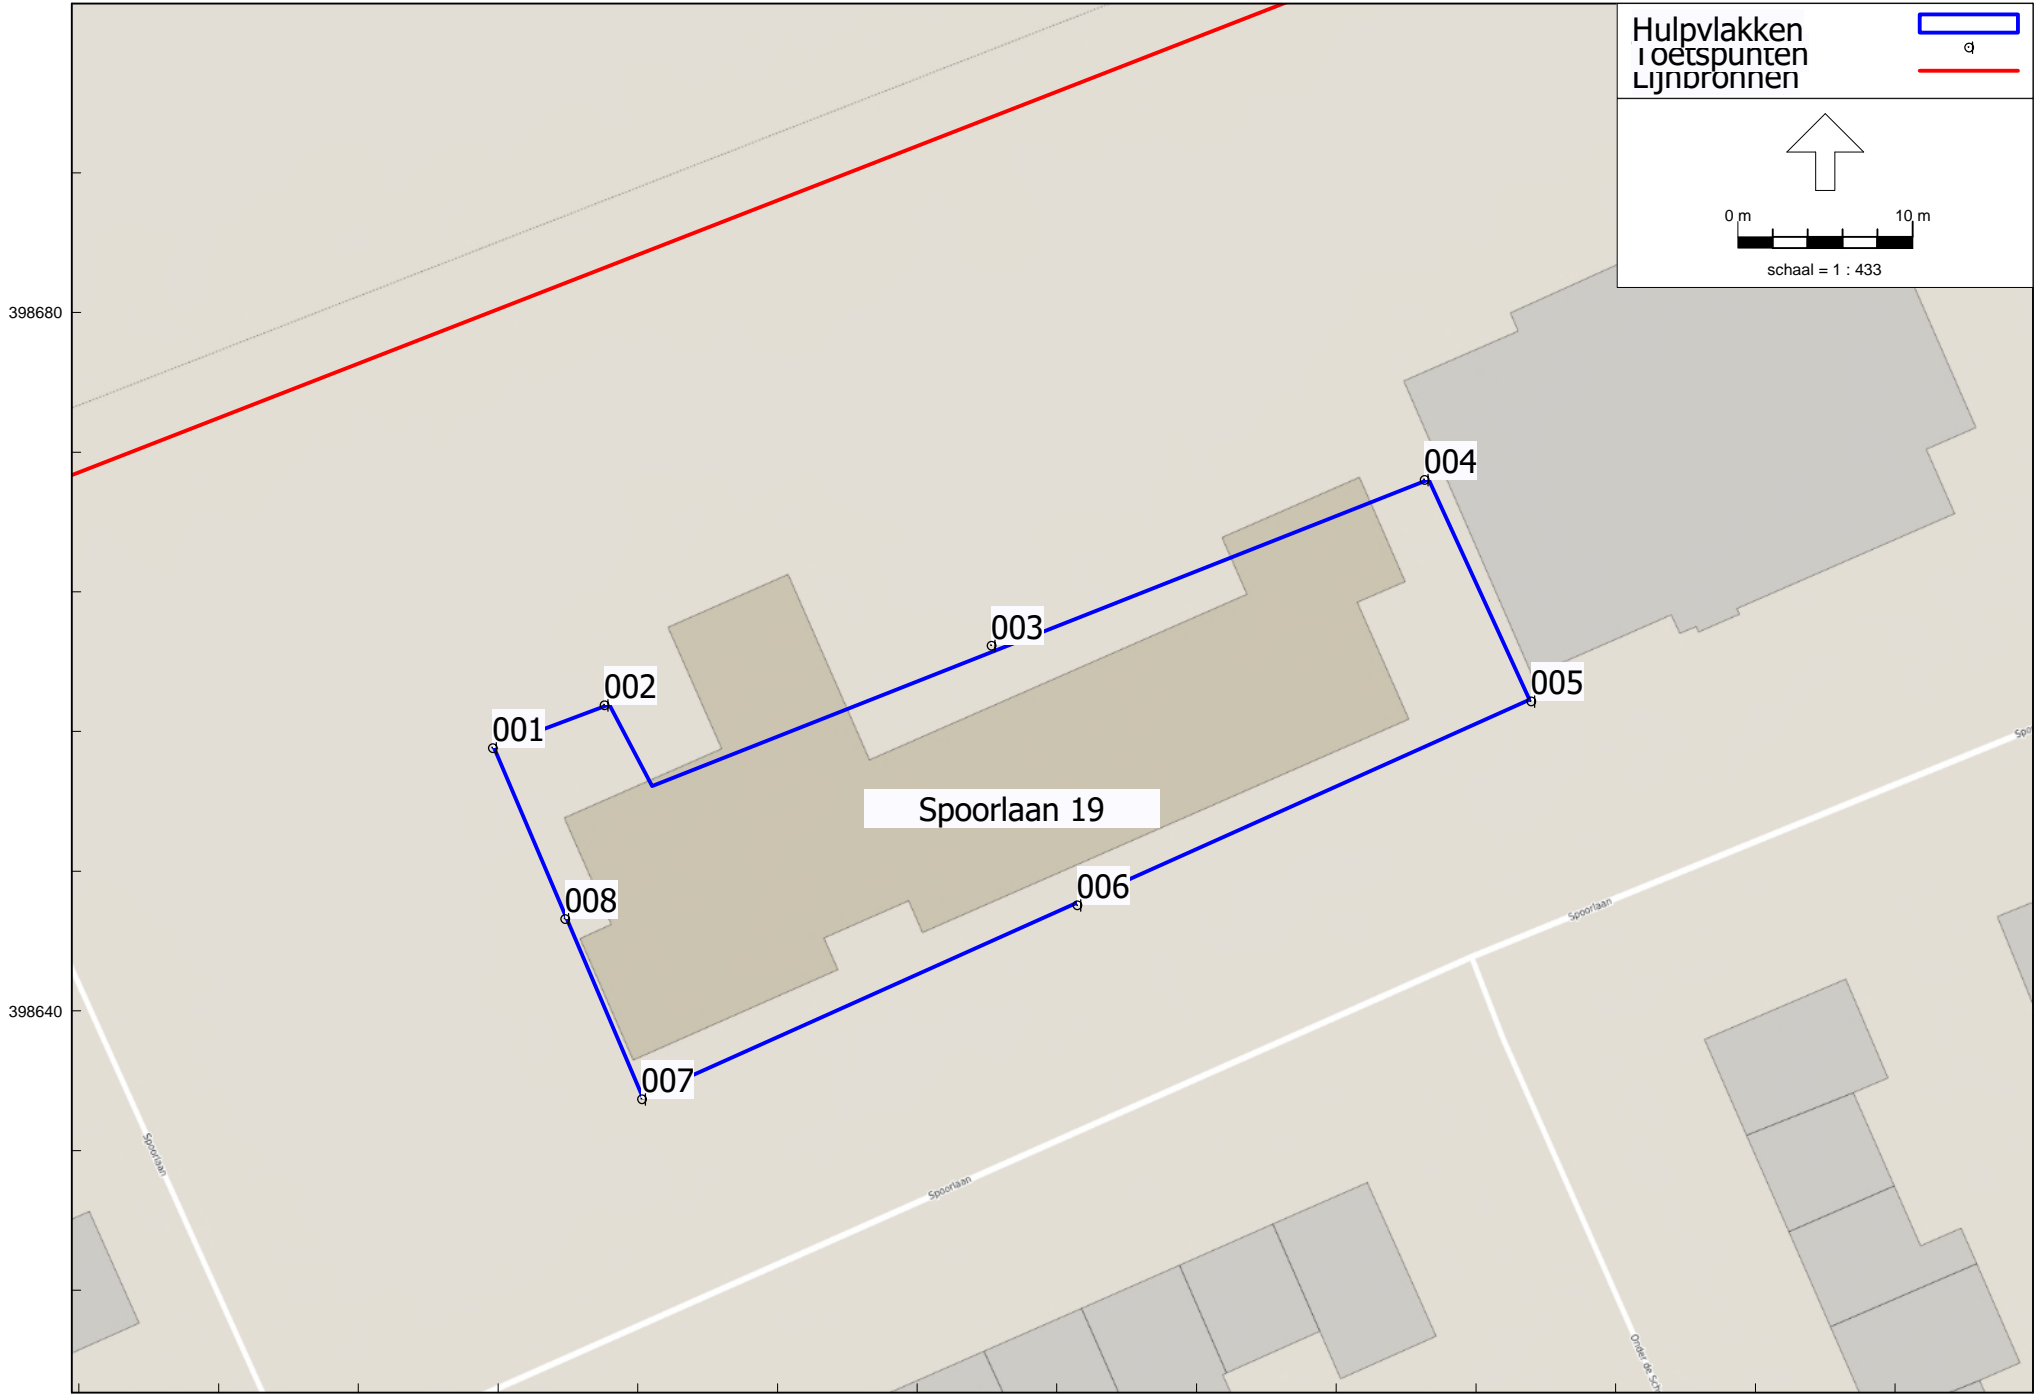 Hulpvlakken
Toetspunten
Lijnbronnen
0 m 10 m
schaal = 1 : 433
398680
004
003
002
001
005
Spoorlaan 19
006
008
Spoorlaan
398640
007
Spoorlaan
Spoorlaan